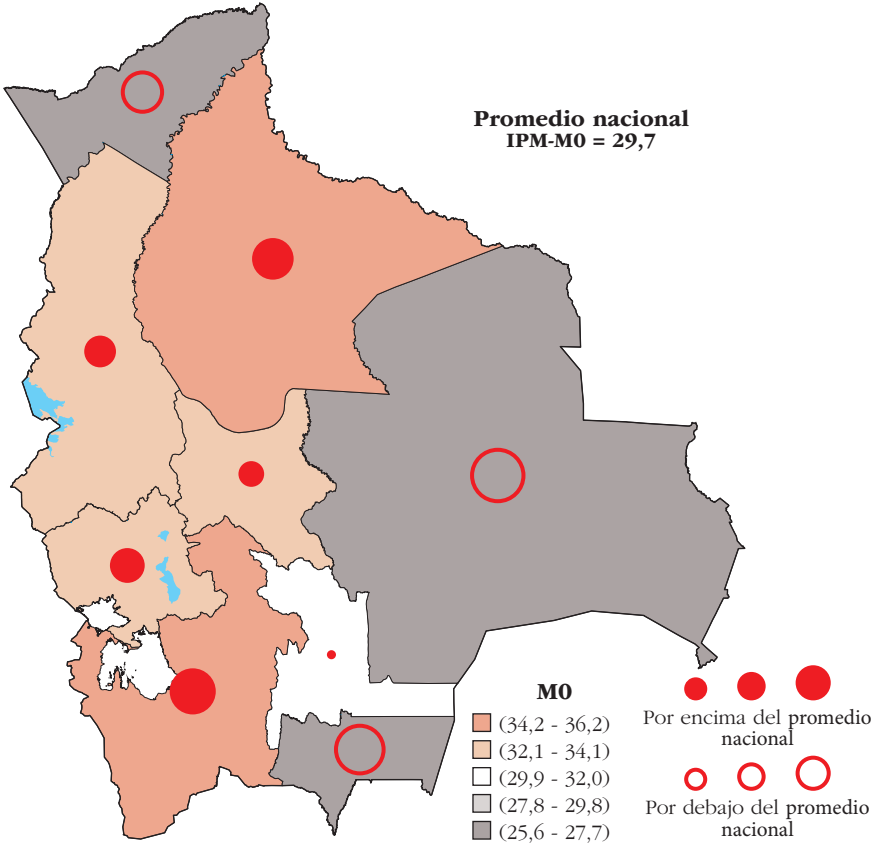 Promedio nacional
IPM-M0 = 29,7
M0
(34,2 - 36,2)
(32,1 - 34,1)
(29,9 - 32,0)
(27,8 - 29,8)
(25,6 - 27,7)
Por encima del promedio
nacional
Por debajo del promedio
nacional